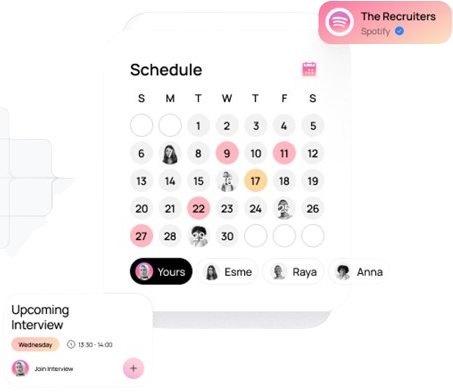 The Recruiters
Spotify
Schedule
S M T W T F S
1 2 3 4 5
6 8 9 10 11 12
13 14 15 17 18 19
20 21 22 23 24 26
27 28 30
Yours Esme Raya Anna
Upcoming
Interview
Wednesday 13:30 - 14:00
Join Interview +